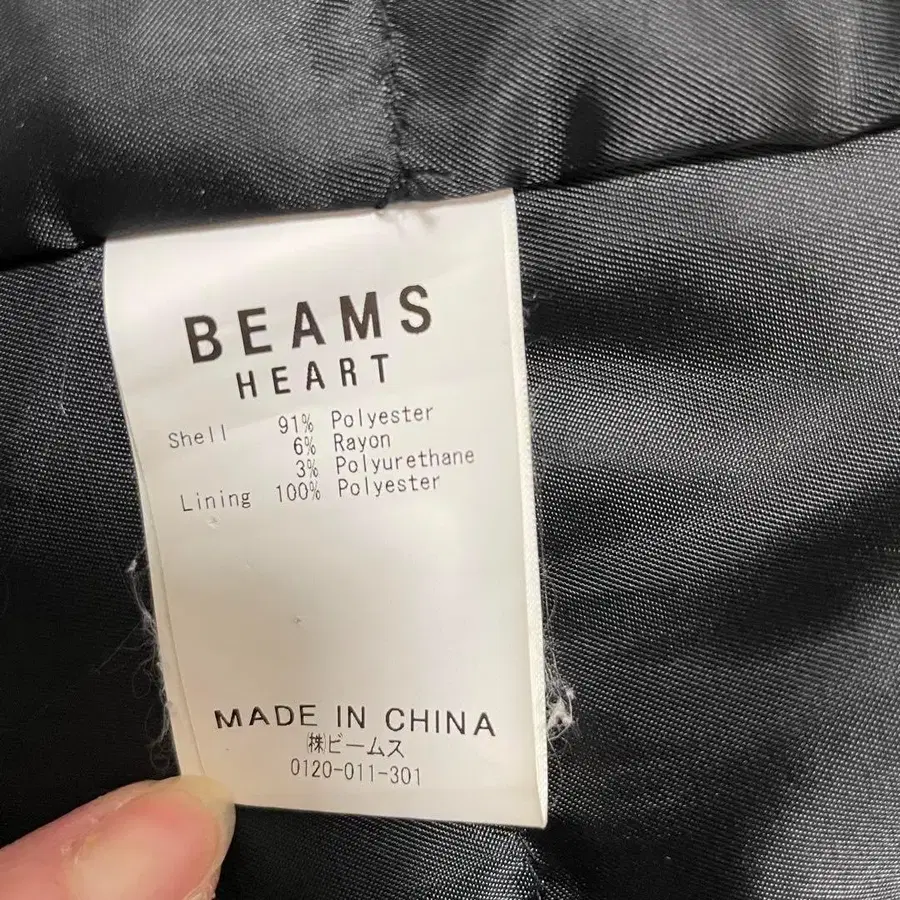 BEAMS
HEART
Shell 91% Polyester
6% Rayon
3% Polyurethane
Lining 100% Polyester
MADE IN CHINA
㈱ビームス
0120-011-301